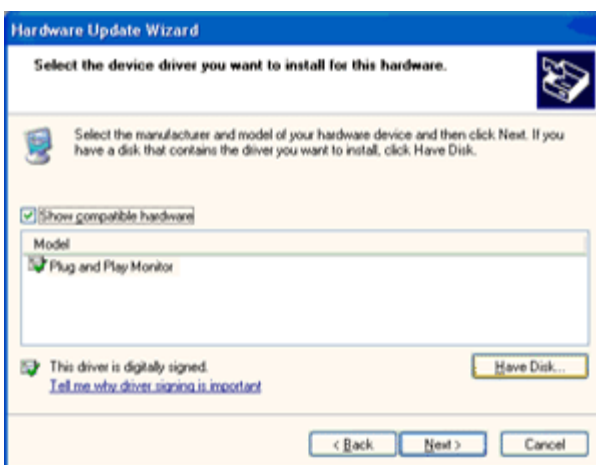 Hardware Update Wizard
Select the device driver you want to install for this hardware.
Select the manufacturer and model of your hardware device and then click Next. If you
have a disk that contains the driver you want to install, click Have Disk.
Show compatible hardware
Model
Plug and Play Monitor
This driver is digitally signed.
Have Disk...
Tell me why driver signing is important
< Back
Next >
Cancel